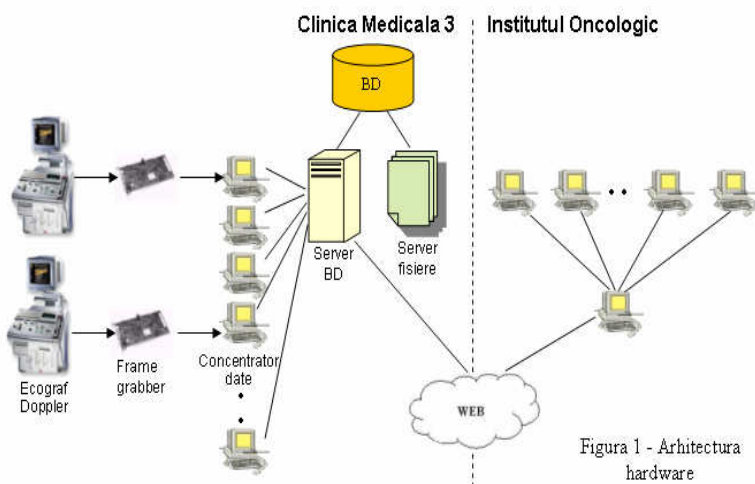 Clinica Medicala 3
Institutul Oncologic
BD
Server
BD
Server
fisiere
Ecograf
Doppler
Frame
grabber
Concentrator
date
WEB
Figura 1 - Arhitectura
hardware